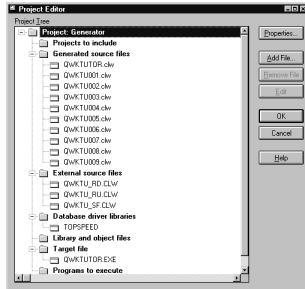 Project Editor
Project Tree
Project: Generator
Projects to include
Generated source files
QWKTUTOR.clw
QWKTU001.clw
QWKTU002.clw
QWKTU003.clw
QWKTU004.clw
QWKTU005.clw
QWKTU006.clw
QWKTU007.clw
QWKTU008.clw
QWKTU009.clw
External source files
QWKTU_RD.CLW
QWKTU_RU.CLW
QWKTU_SF.CLW
Database driver libraries
TOPSPEED
Library and object files
Target file
QWKTUTOR.EXE
Programs to execute
Properties...
Add File...
Remove File
Edit
OK
Cancel
Help